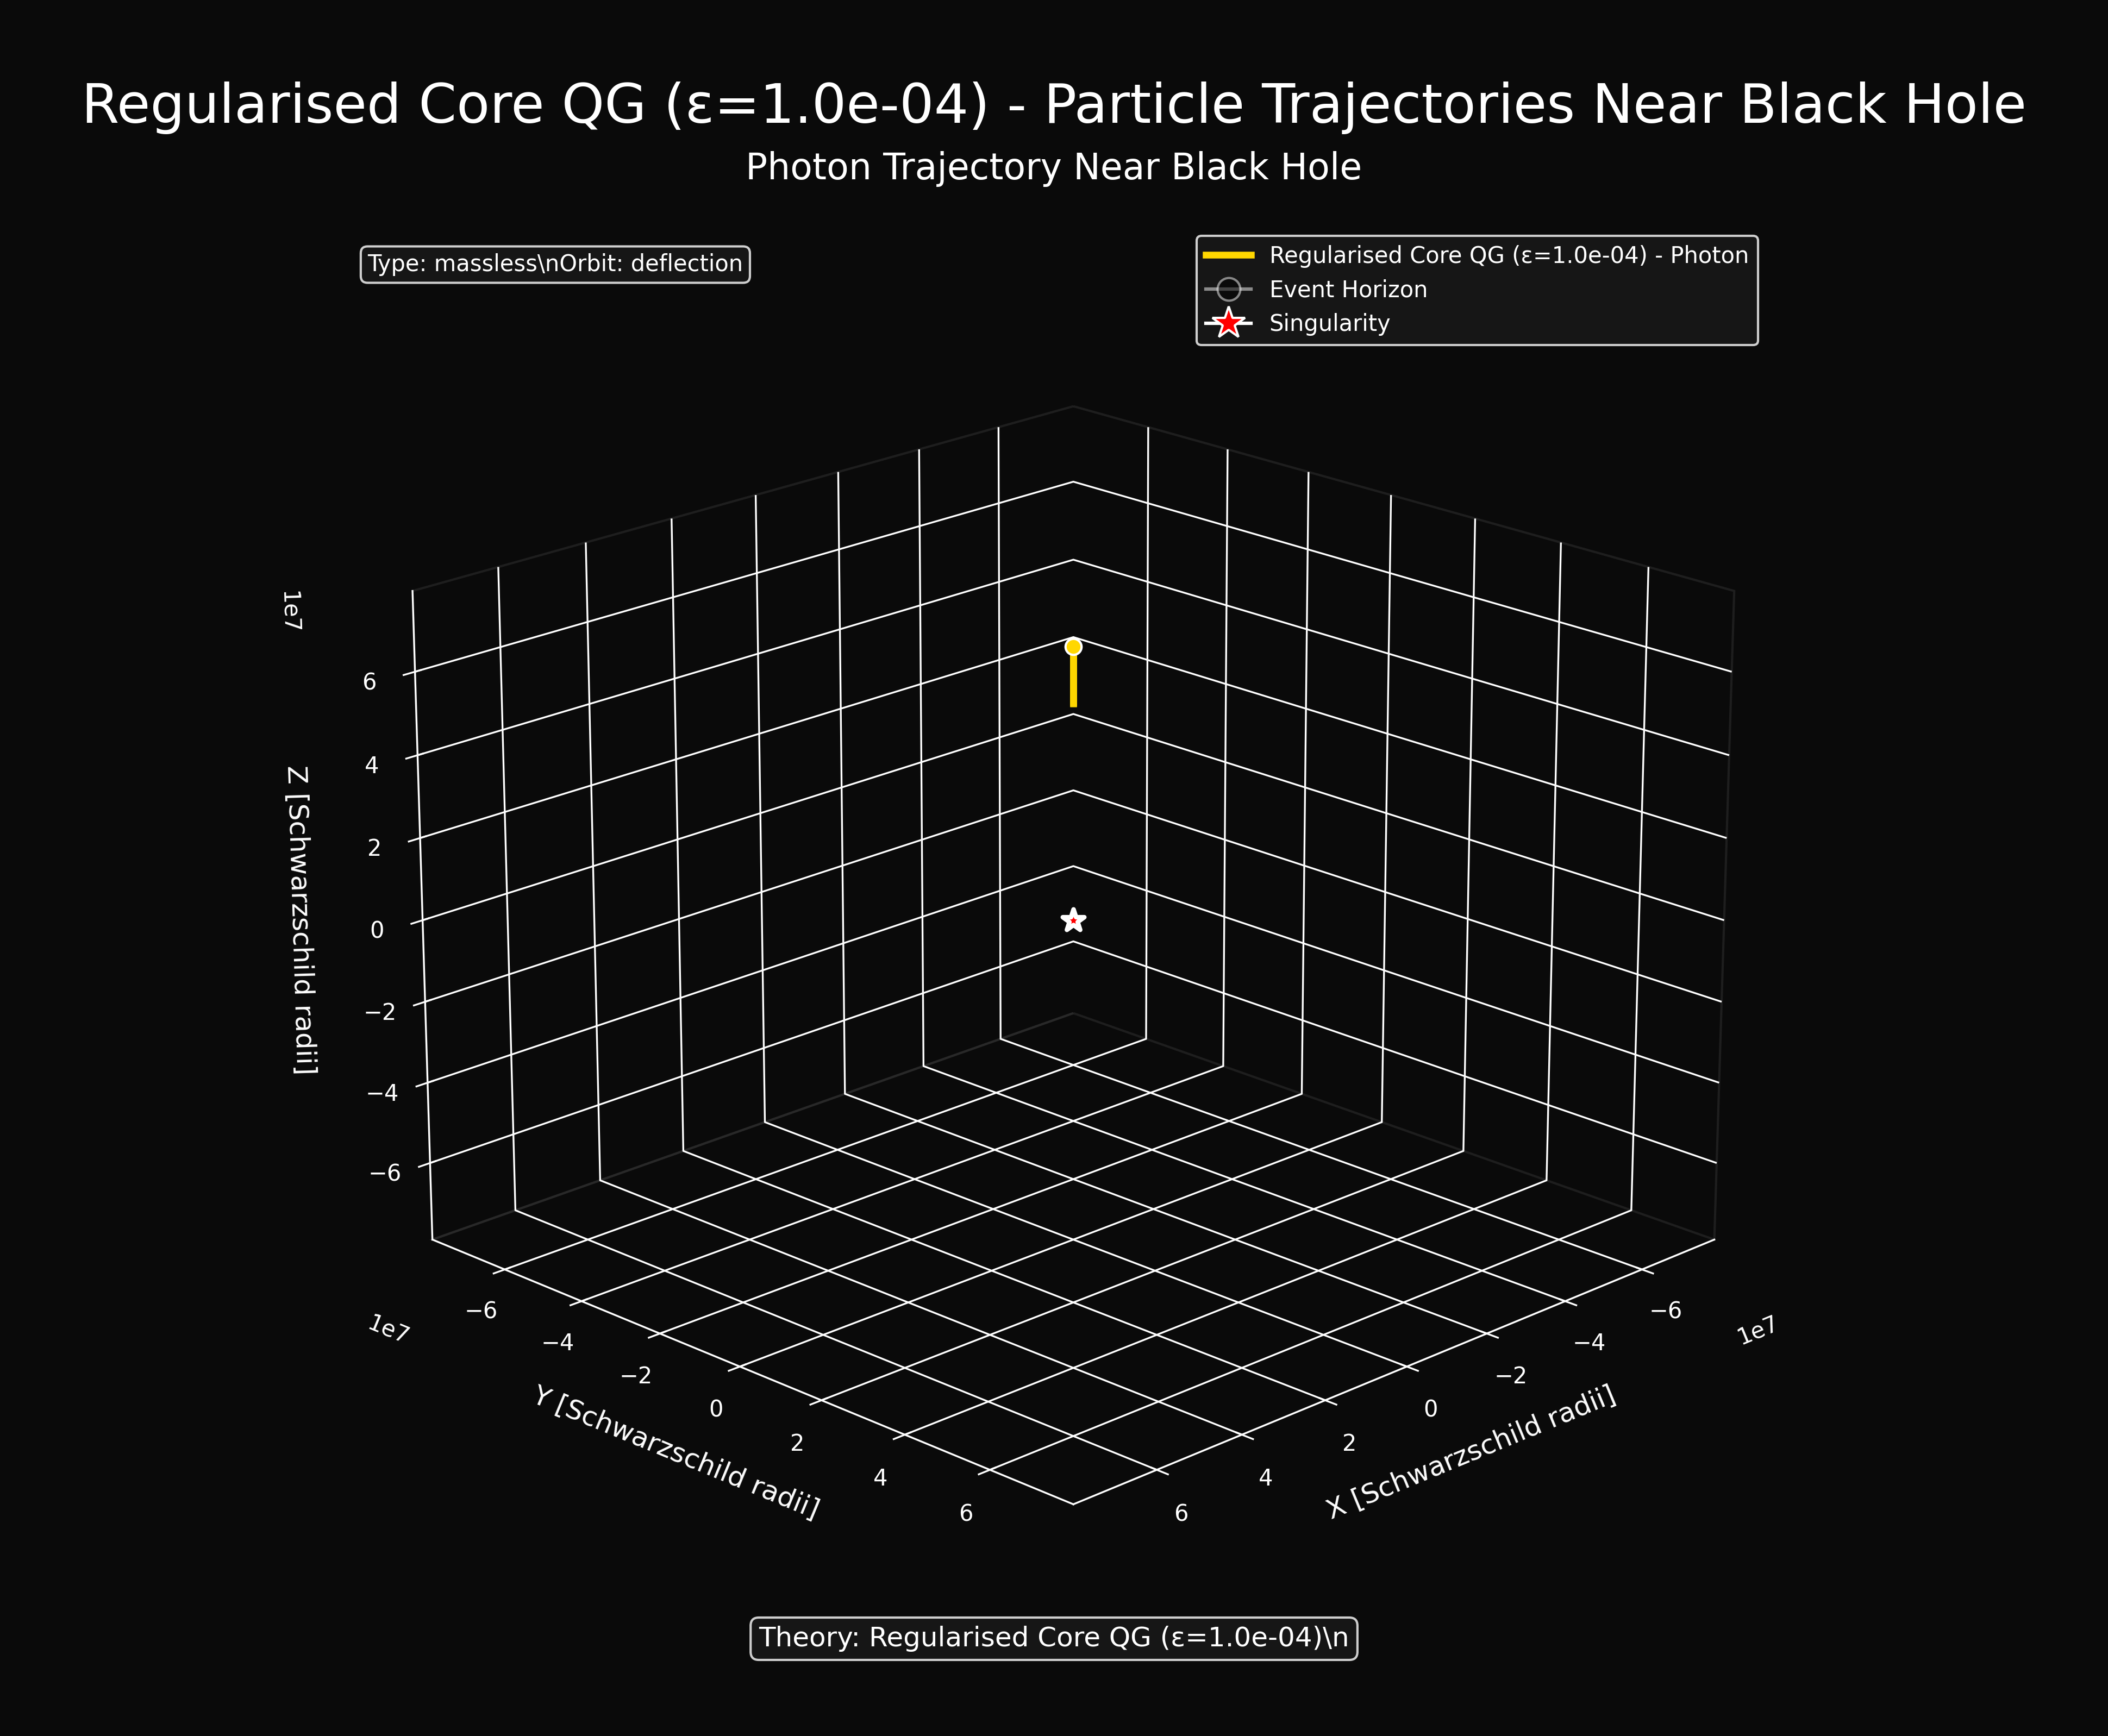 Regularised Core QG (ε=1.0e-04) - Particle Trajectories Near Black Hole
Photon Trajectory Near Black Hole
Type: massless\nOrbit: deflection
Regularised Core QG (ε=1.0e-04) - Photon
Event Horizon
Singularity
1e7
6
4
2
0
−2
−4
−6
Z [Schwarzschild radii]
1e7
−6
−4
−2
0
2
4
6
Y [Schwarzschild radii]
1e7
−6
−4
−2
0
2
4
6
X [Schwarzschild radii]
Theory: Regularised Core QG (ε=1.0e-04)\n